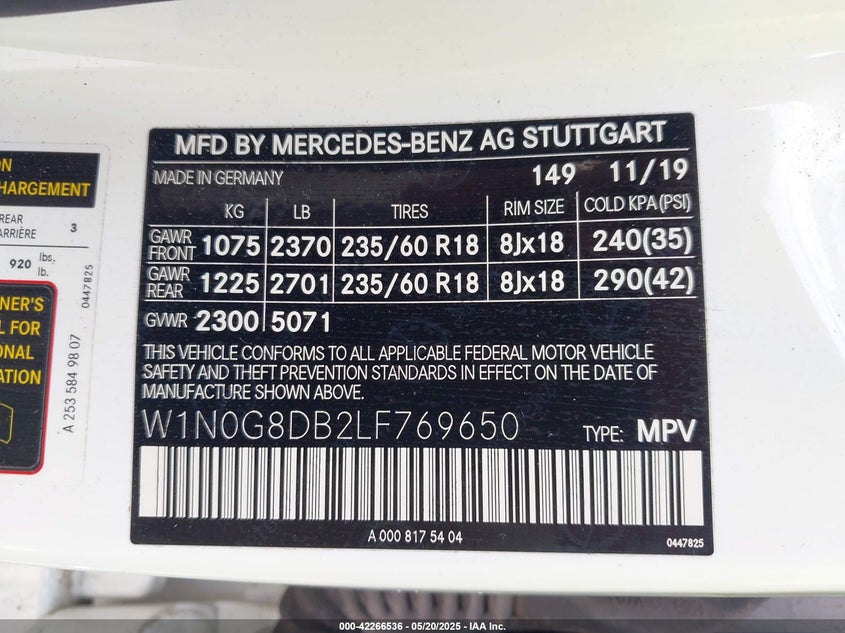 MFD BY MERCEDES-BENZ AG STUTTGART
MADE IN GERMANY 149 11/19
KG LB TIRES RIM SIZE COLD KPA(PSI)
GAWR FRONT 1075 2370 235/60 R18 8Jx18 240(35)
GAWR REAR 1225 2701 235/60 R18 8Jx18 290(42)
GVWR 2300 5071
THIS VEHICLE CONFORMS TO ALL APPLICABLE FEDERAL MOTOR VEHICLE
SAFETY AND THEFT PREVENTION STANDARDS IN EFFECT ON THE DATE OF
MANUFACTURE SHOWN ABOVE.
W1N0G8DB2LF769650 TYPE: MPV
A 000 817 54 04
0447825
ON
CHARGEMENT
REAR
ARRIÈRE 3
920 lbs.
lb.
0447825
NER'S
L FOR
ONAL
ATION
A 253 584 98 07
000-42266536 - 05/20/2025 - IAA Inc.